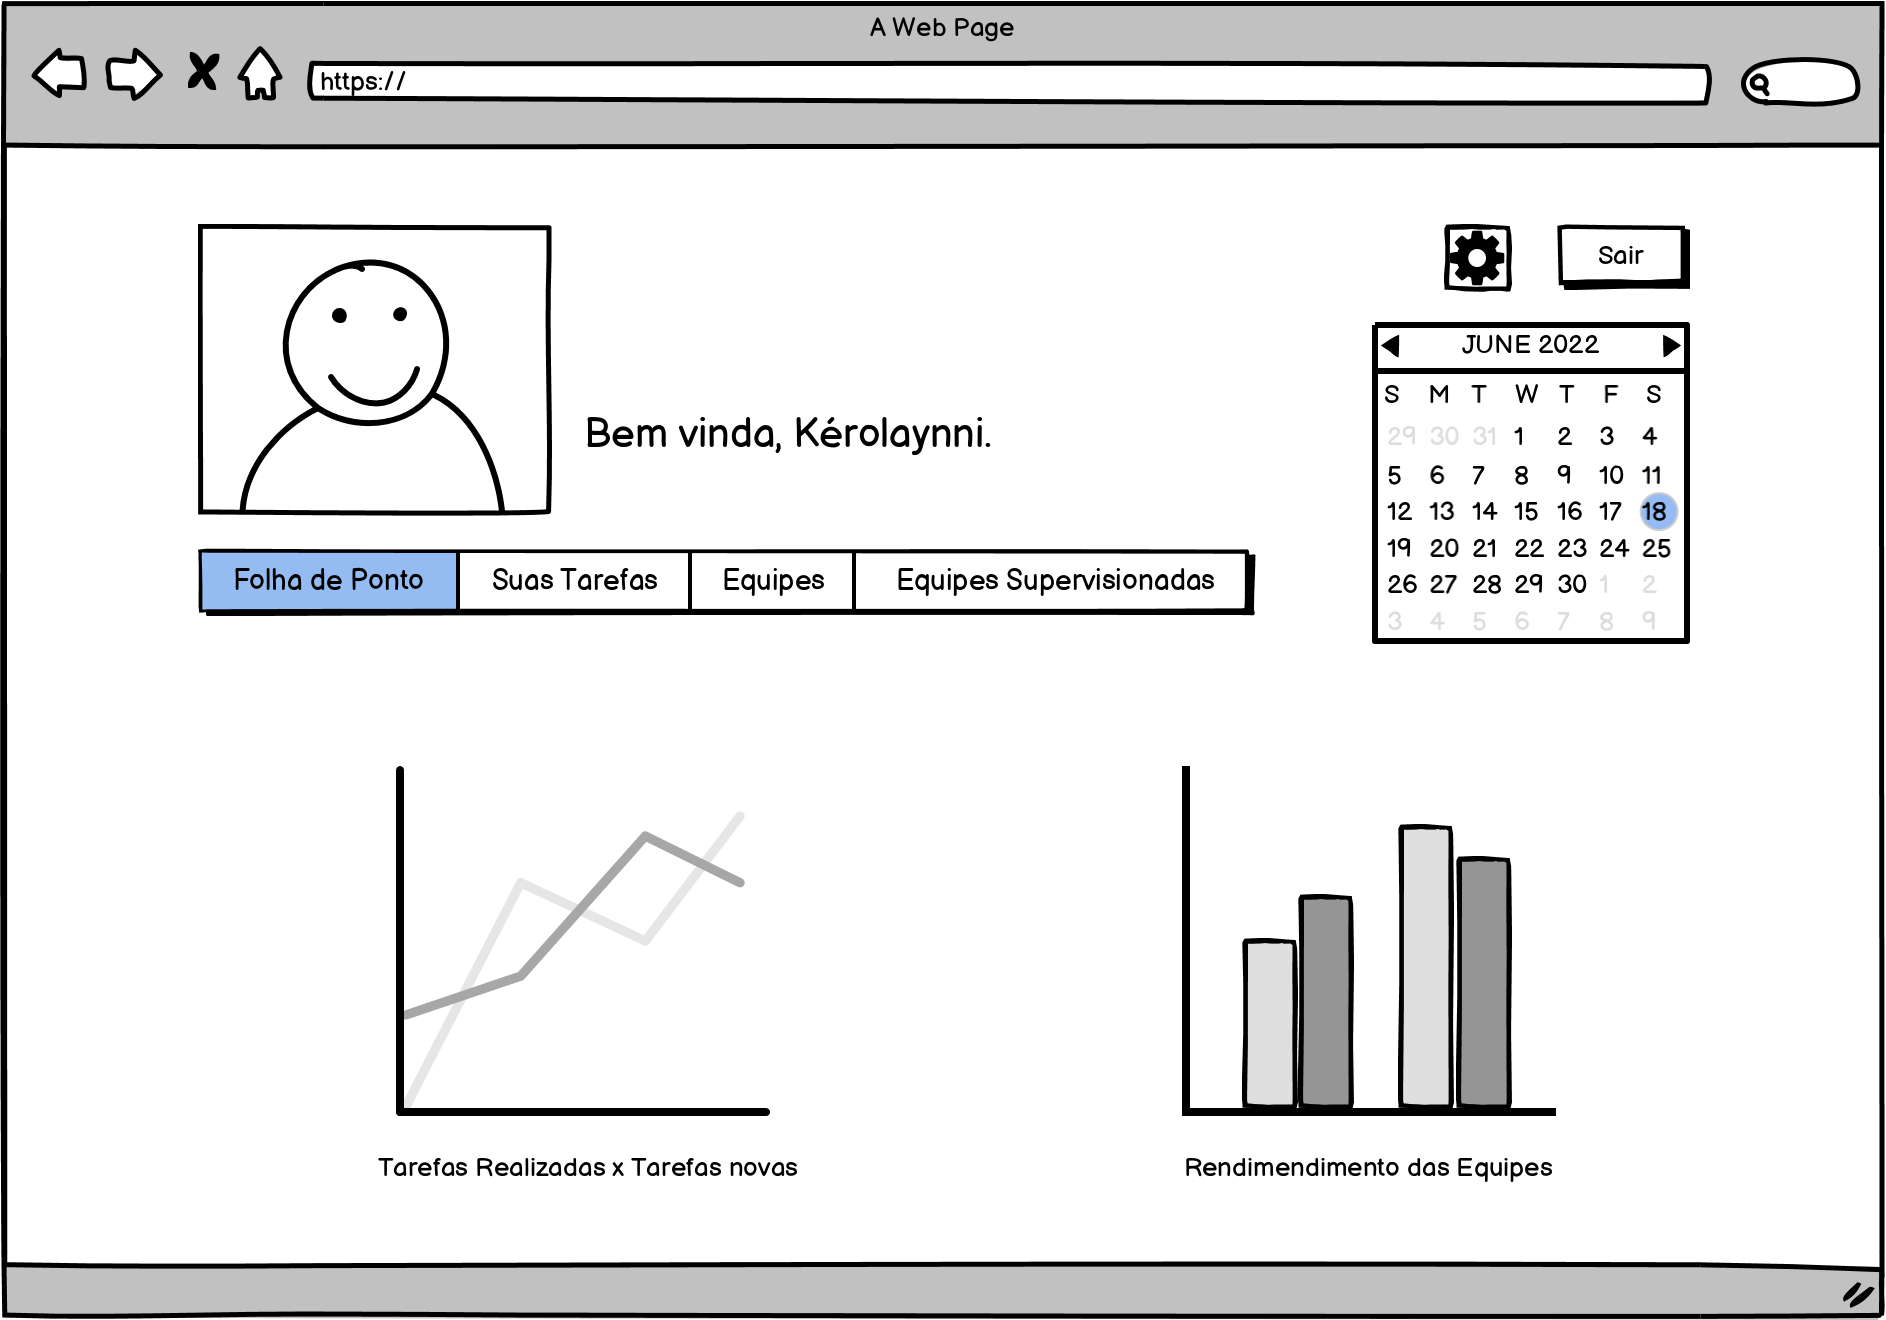 A Web Page
https://
Sair
JUNE 2022
S M T W T F S
29 30 31 1 2 3 4
5 6 7 8 9 10 11
12 13 14 15 16 17 18
19 20 21 22 23 24 25
26 27 28 29 30 1 2
3 4 5 6 7 8 9
Bem vinda, Kérolaynni.
Folha de Ponto Suas Tarefas Equipes Equipes Supervisionadas
Tarefas Realizadas x Tarefas novas
Rendimendimento das Equipes